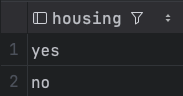 housing
1 yes
2 no